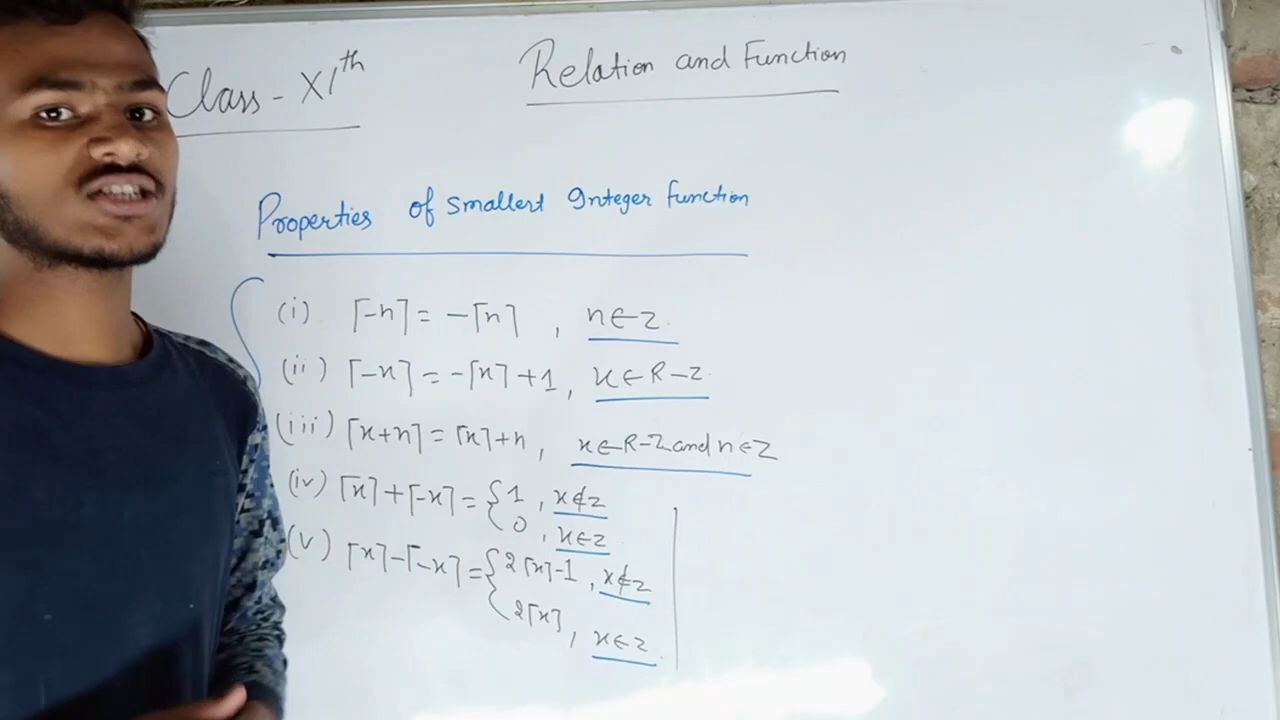 Class - XIth
Relation and Function
Properties of smallest Integer function
(i) ⌈-n⌉ = -⌈n⌉ , n∈Z
(ii) ⌈-x⌉ = -⌈x⌉ + 1, x∈R-Z
(iii) ⌈x+n⌉ = ⌈x⌉+n, x∈R-Z and n∈Z
(iv) ⌈x⌉ + ⌈-x⌉ = { 1 , x∉Z
0 , x∈Z
(v) ⌈x⌉ - ⌈-x⌉ = { 2⌈x⌉-1 , x∉Z
2⌈x⌉ , x∈Z